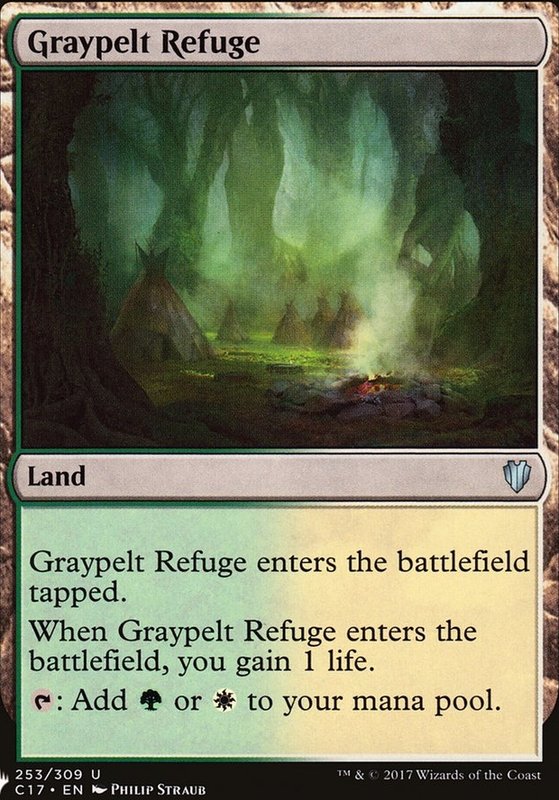 Graypelt Refuge
Land
Graypelt Refuge enters the battlefield
tapped.
When Graypelt Refuge enters the
battlefield, you gain 1 life.
: Add or to your mana pool.
253/309 U
C17 • EN Philip Straub
™ & © 2017 Wizards of the Coast